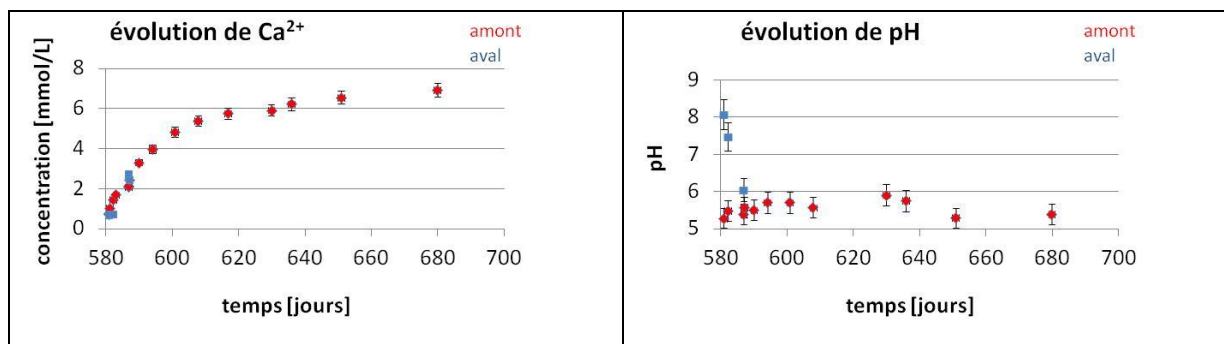 évolution de Ca²⁺
amont
aval
concentration [mmol/L]
8
6
4
2
0
580 600 620 640 660 680 700
temps [jours]
évolution de pH
amont
aval
pH
9
8
7
6
5
580 600 620 640 660 680 700
temps [jours]